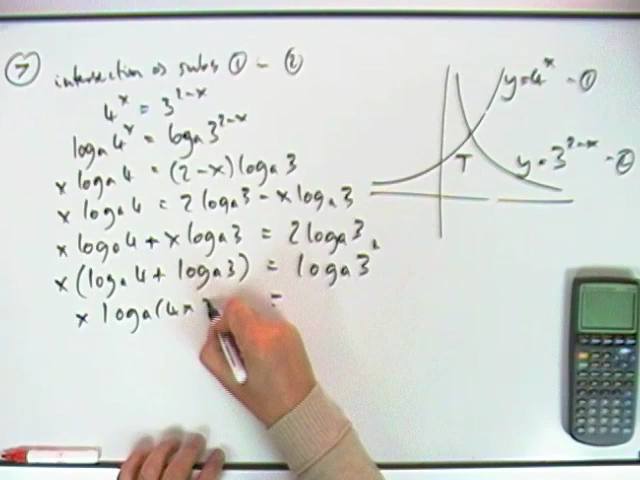 7 intersection os subs ① - ②
4^x = 3^(2-x)
log_a 4^x = log_a 3^(2-x)
x log_a 4 = (2-x) log_a 3
x log_a 4 = 2 log_a 3 - x log_a 3
x log_a 4 + x log_a 3 = 2 log_a 3
x (log_a 4 + log_a 3) = log_a 3^2
x log_a (4 x 3 =
y=4^x - ①
T
y=3^(2-x) - ②